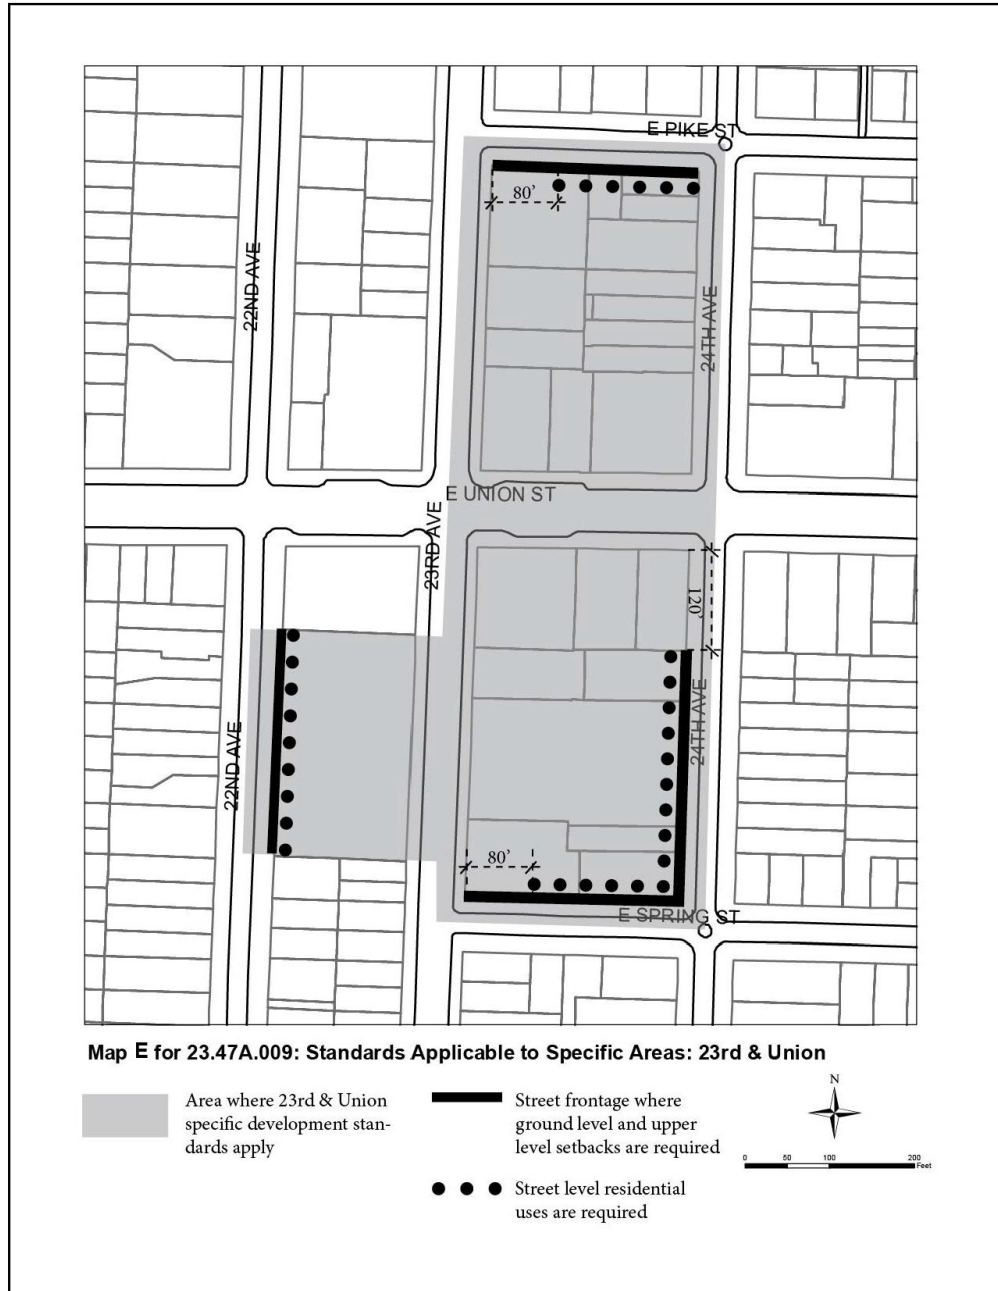 E PIKE ST
80’
22ND AVE
24TH AVE
E UNION ST
23RD AVE
120’
24TH AVE
22ND AVE
80’
E SPRING ST
Map E for 23.47A.009: Standards Applicable to Specific Areas: 23rd & Union
Area where 23rd & Union
specific development stan-
dards apply
Street frontage where
ground level and upper
level setbacks are required
Street level residential
uses are required
N
0 50 100 200
Feet